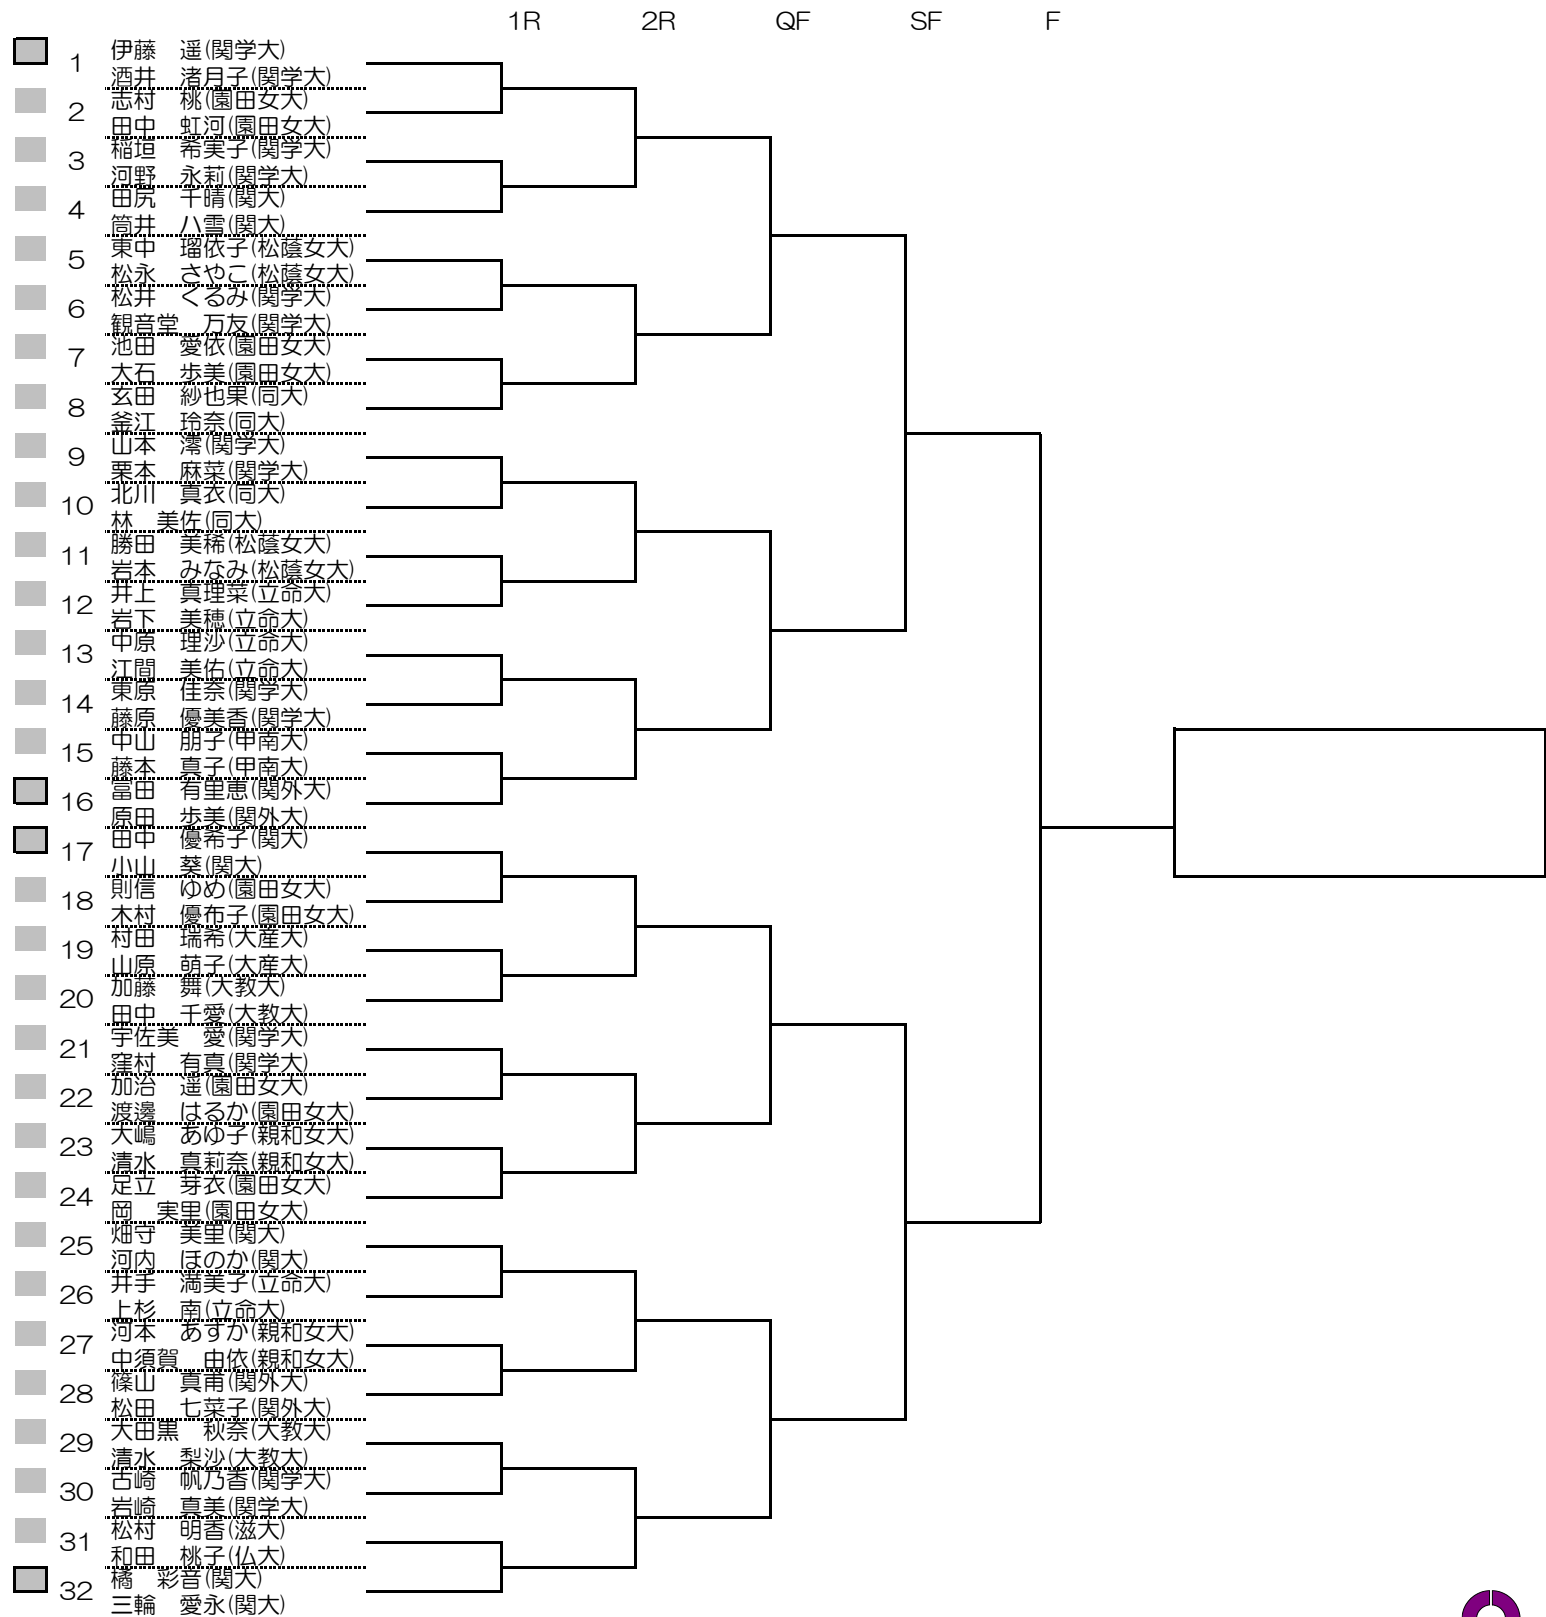 1R 2R QF SF F
伊藤　遥(関学大)
1
酒井　渚月子(関学大)
志村　桃(園田女大)
2
田中　虹河(園田女大)
稲垣　希実子(関学大)
3
河野　永莉(関学大)
田尻　千晴(関大)
4
筒井　八雪(関大)
東中　瑠依子(松蔭女大)
5
松永　さやこ(松蔭女大)
松井　くるみ(関学大)
6
観音堂　万友(関学大)
池田　愛依(園田女大)
7
大石　歩美(園田女大)
玄田　紗也果(同大)
8
釜江　玲奈(同大)
山本　澪(関学大)
9
栗本　麻菜(関学大)
北川　真衣(同大)
10
林　美佐(同大)
勝田　美稀(松蔭女大)
11
岩本　みなみ(松蔭女大)
井上　真理菜(立命大)
12
岩下　美穂(立命大)
中原　理沙(立命大)
13
江間　美佑(立命大)
東原　佳奈(関学大)
14
藤原　優美香(関学大)
中山　朋子(甲南大)
15
藤本　真子(甲南大)
冨田　有里恵(関外大)
16
原田　歩美(関外大)
田中　優希子(関大)
17
小山　葵(関大)
則信　ゆめ(園田女大)
18
木村　優布子(園田女大)
村田　瑞希(大産大)
19
山原　萌子(大産大)
加藤　舞(大教大)
20
田中　千愛(大教大)
宇佐美　愛(関学大)
21
窪村　有真(関学大)
加治　遥(園田女大)
22
渡邊　はるか(園田女大)
大嶋　あゆ子(親和女大)
23
清水　真莉奈(親和女大)
足立　芽衣(園田女大)
24
岡　実里(園田女大)
畑守　美里(関大)
25
河内　ほのか(関大)
井手　満美子(立命大)
26
上杉　南(立命大)
河本　あすか(親和女大)
27
中須賀　由依(親和女大)
篠山　真甫(関外大)
28
松田　七菜子(関外大)
大田黒　秋奈(大教大)
29
清水　梨沙(大教大)
古崎　帆乃香(関学大)
30
岩崎　真美(関学大)
松村　明香(滋大)
31
和田　桃子(仏大)
橘　彩音(関大)
32
三輪　愛永(関大)